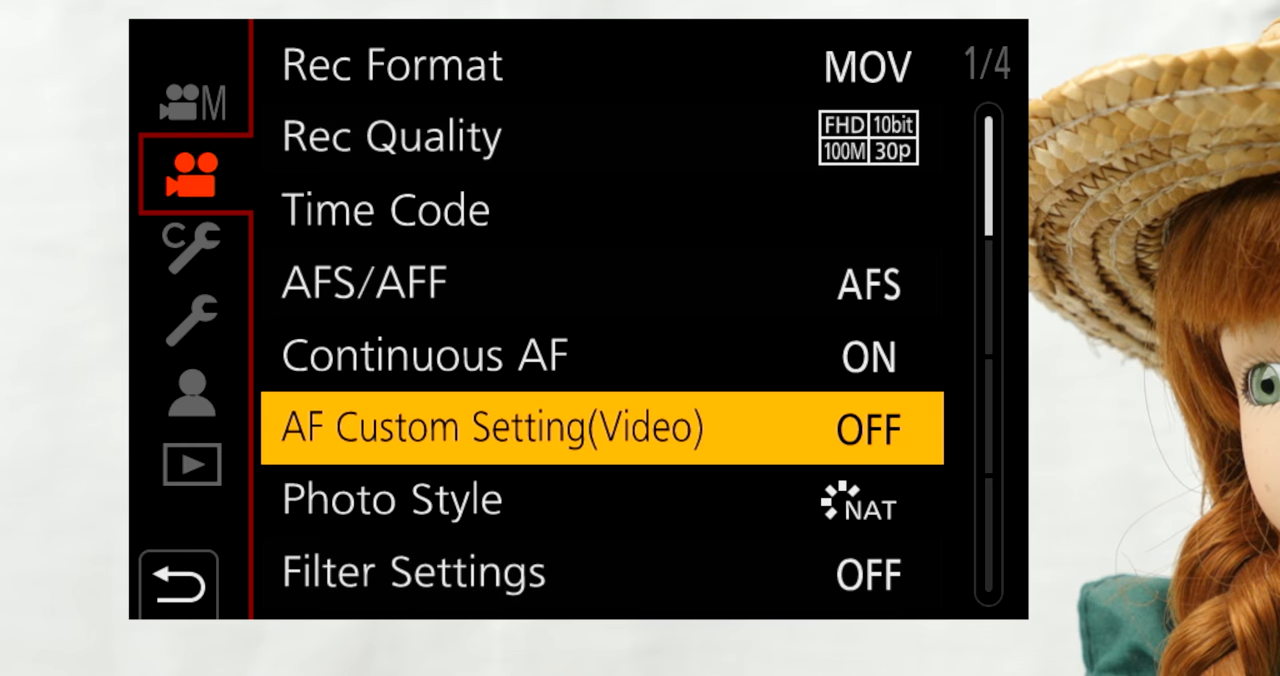 M
C
Rec Format MOV 1/4
Rec Quality FHD 10bit
100M 30p
Time Code
AFS/AFF AFS
Continuous AF ON
AF Custom Setting(Video) OFF
Photo Style NAT
Filter Settings OFF